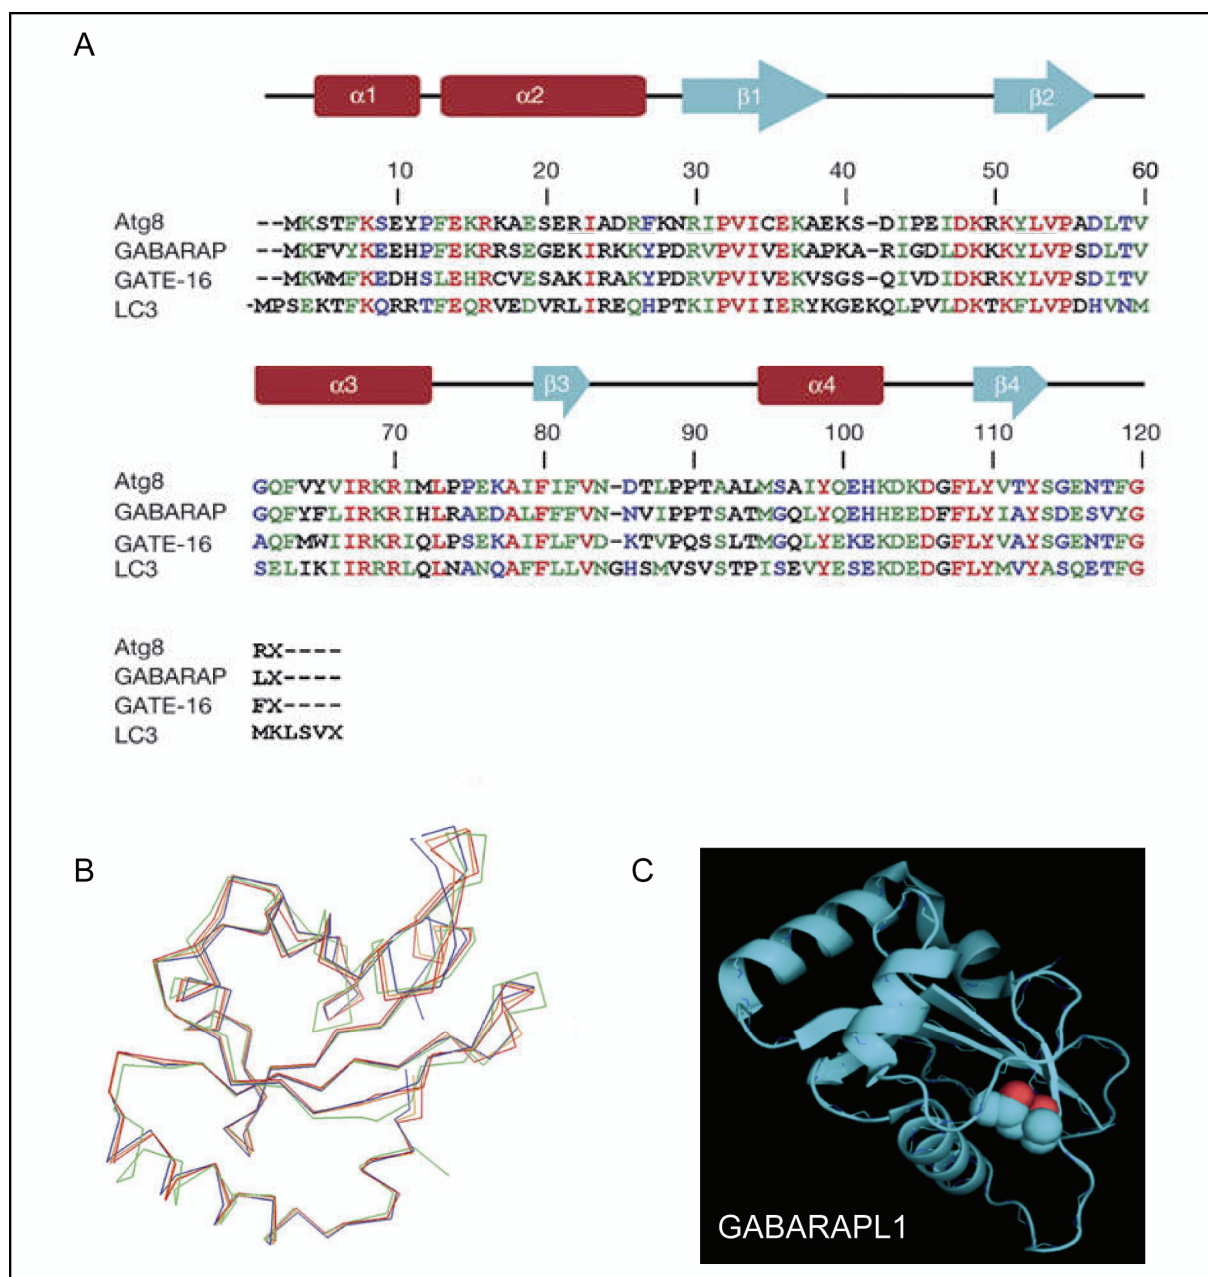 A
α1 α2 β1 β2
10 20 30 40 50 60
Atg8 --MKSTFKSEYPFEKRKAESERIADRFKNRIPVICEKAEKS-DIPEIDKRKYLVPADLTV
GABARAP --MKFVYKEEHPFEKRRSEGEKIRKKYPDRVPVIVEKAPKA-RIGDLDKRKYLVPSDLTV
GATE-16 --MKWMFKEDHSLEHRCVESAKIRAKYPDRVPVIVEKVSGS-QIVDIDKRKYLVPSDITV
LC3 -MPSEKTFKQRRTFEQRVEDVRLIREQHPTKIPVIIERYKGEKQLPVLDKTKFLVPDHVNM
α3 β3 α4 β4
70 80 90 100 110 120
Atg8 GQFVYVIRKRIMLPPEKAIFIFVN-DTLPPTAALMSAIYQEHKDKDGFLYVTYSGENTFG
GABARAP GQFYFLIRKRIHLRAEDALFFFVN-NVIPPTSATMGQLYQEHHEEDFFLYIAYSDESVYG
GATE-16 AQFMWIIRKRIQLPSEKAIFLFVD-KTVPQSSLTMGQLYEKEKDEDGFLYVAYSGENTFG
LC3 SELIKIIRRRLQLNANQAFFLLVNGHSMVSVSTPISEVYESEKDEDGFLYMVYASQETFG
Atg8 RX----
GABARAP LX----
GATE-16 FX----
LC3 MKLSVX
B C
GABARAPL1